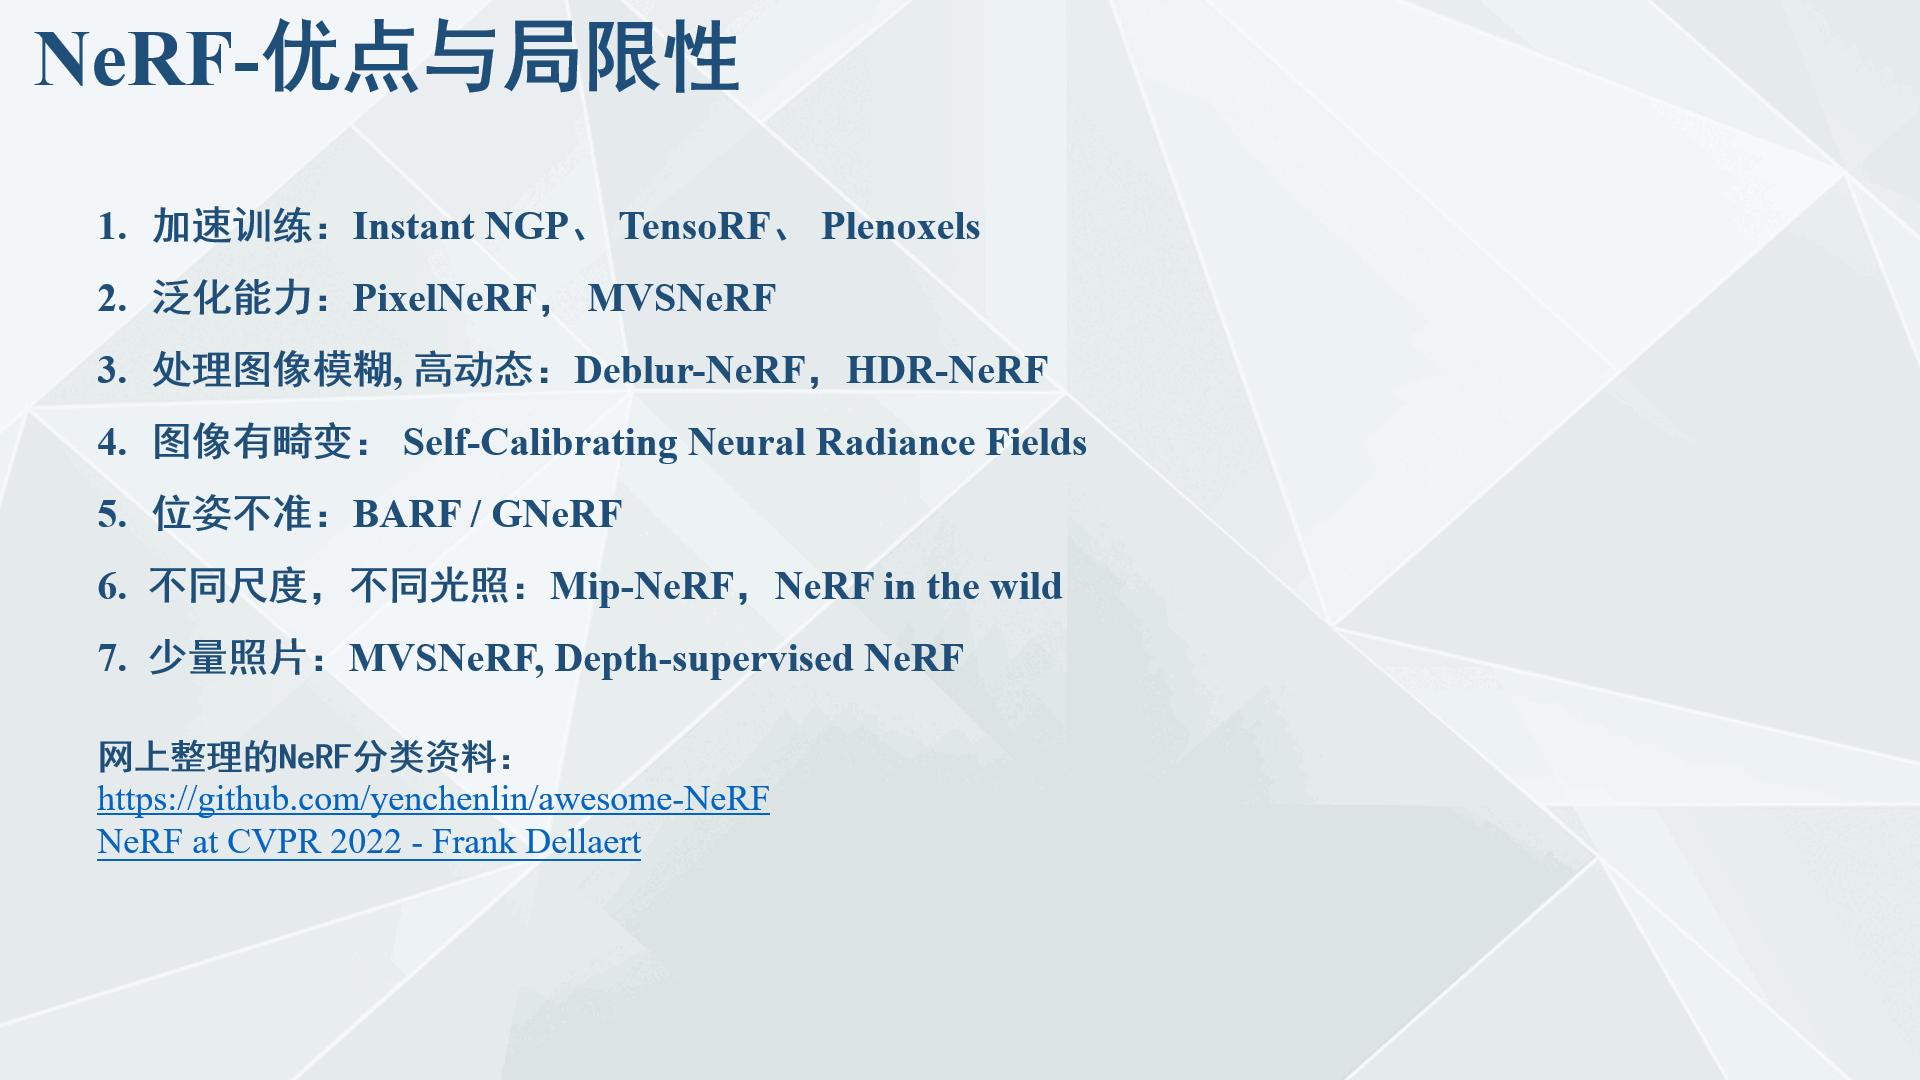 NeRF-优点与局限性
1. 加速训练：Instant NGP、 TensoRF、 Plenoxels
2. 泛化能力：PixelNeRF， MVSNeRF
3. 处理图像模糊, 高动态：Deblur-NeRF，HDR-NeRF
4. 图像有畸变： Self-Calibrating Neural Radiance Fields
5. 位姿不准：BARF / GNeRF
6. 不同尺度，不同光照：Mip-NeRF，NeRF in the wild
7. 少量照片：MVSNeRF, Depth-supervised NeRF
网上整理的NeRF分类资料：
https://github.com/yenchenlin/awesome-NeRF
NeRF at CVPR 2022 - Frank Dellaert